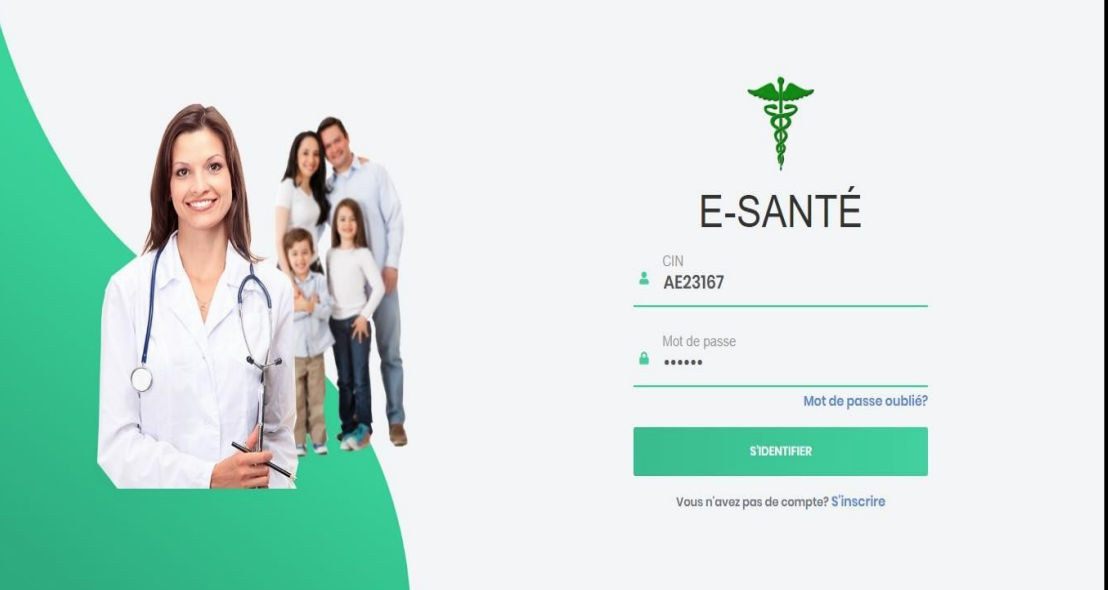 E-SANTÉ
CIN
AE23167
Mot de passe
••••••
Mot de passe oublié?
S'IDENTIFIER
Vous n'avez pas de compte? S'inscrire